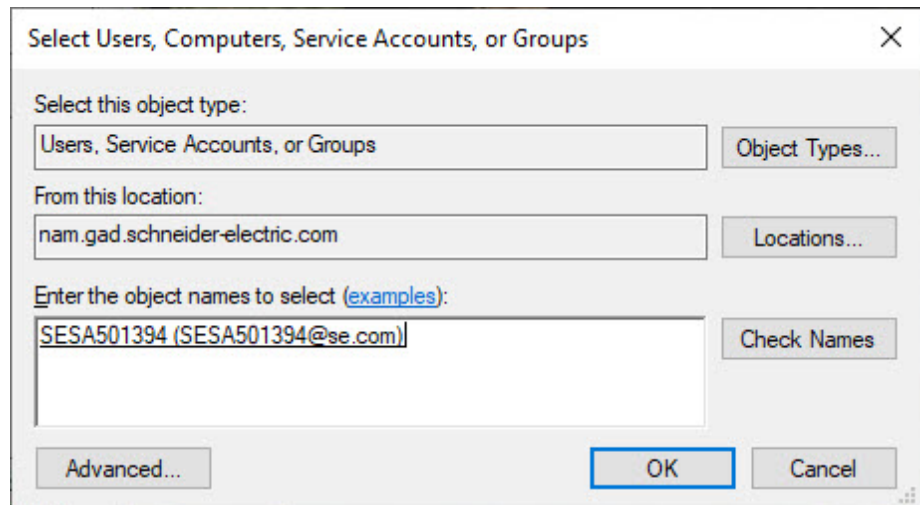 Select Users, Computers, Service Accounts, or Groups
Select this object type:
Users, Service Accounts, or Groups
Object Types...
From this location:
nam.gad.schneider-electric.com
Locations...
Enter the object names to select (examples):
SESA501394 (SESA501394@se.com)
Check Names
Advanced...
OK
Cancel